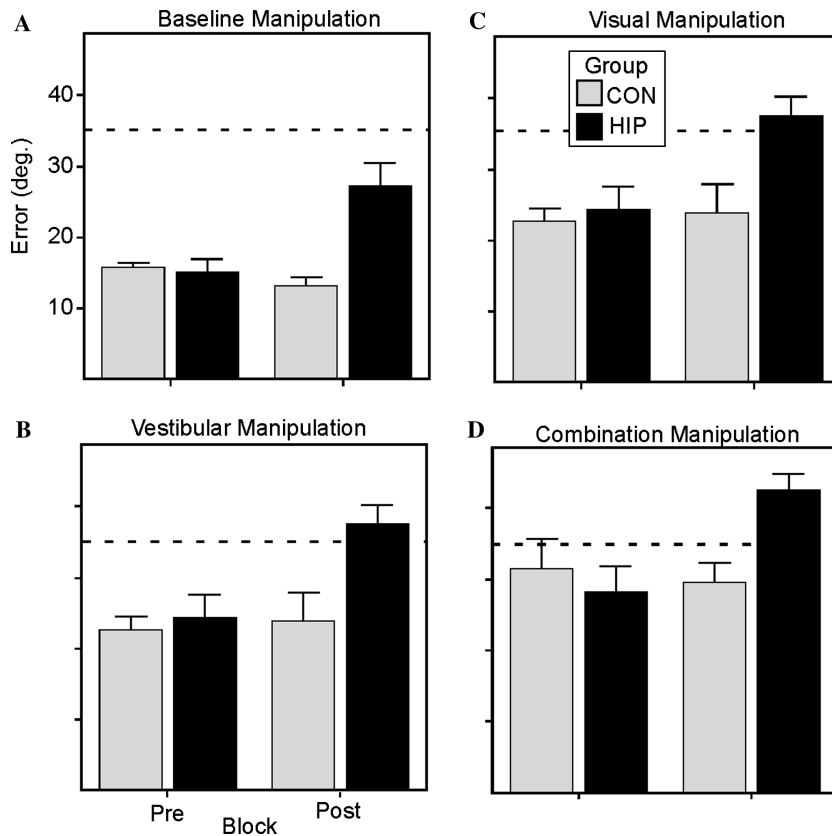 A
Baseline Manipulation
40
30
20
10
Error (deg.)
C
Visual Manipulation
Group
CON
HIP
B
Vestibular Manipulation
Pre
Post
Block
D
Combination Manipulation